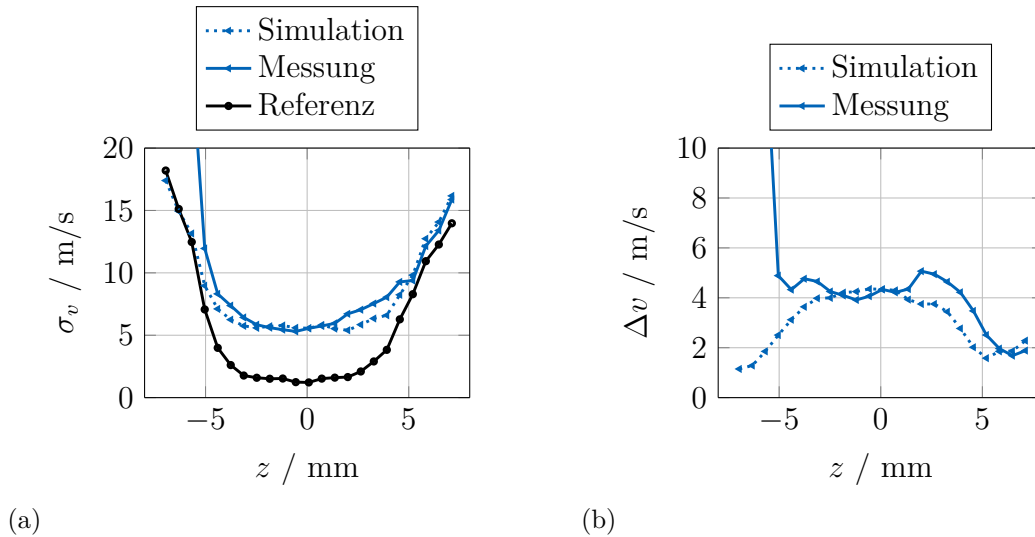 Simulation
Messung
Referenz
20
15
10
5
0
σ_v / m/s
−5
0
5
z / mm
(a)
Simulation
Messung
10
8
6
4
2
0
Δv / m/s
−5
0
5
z / mm
(b)